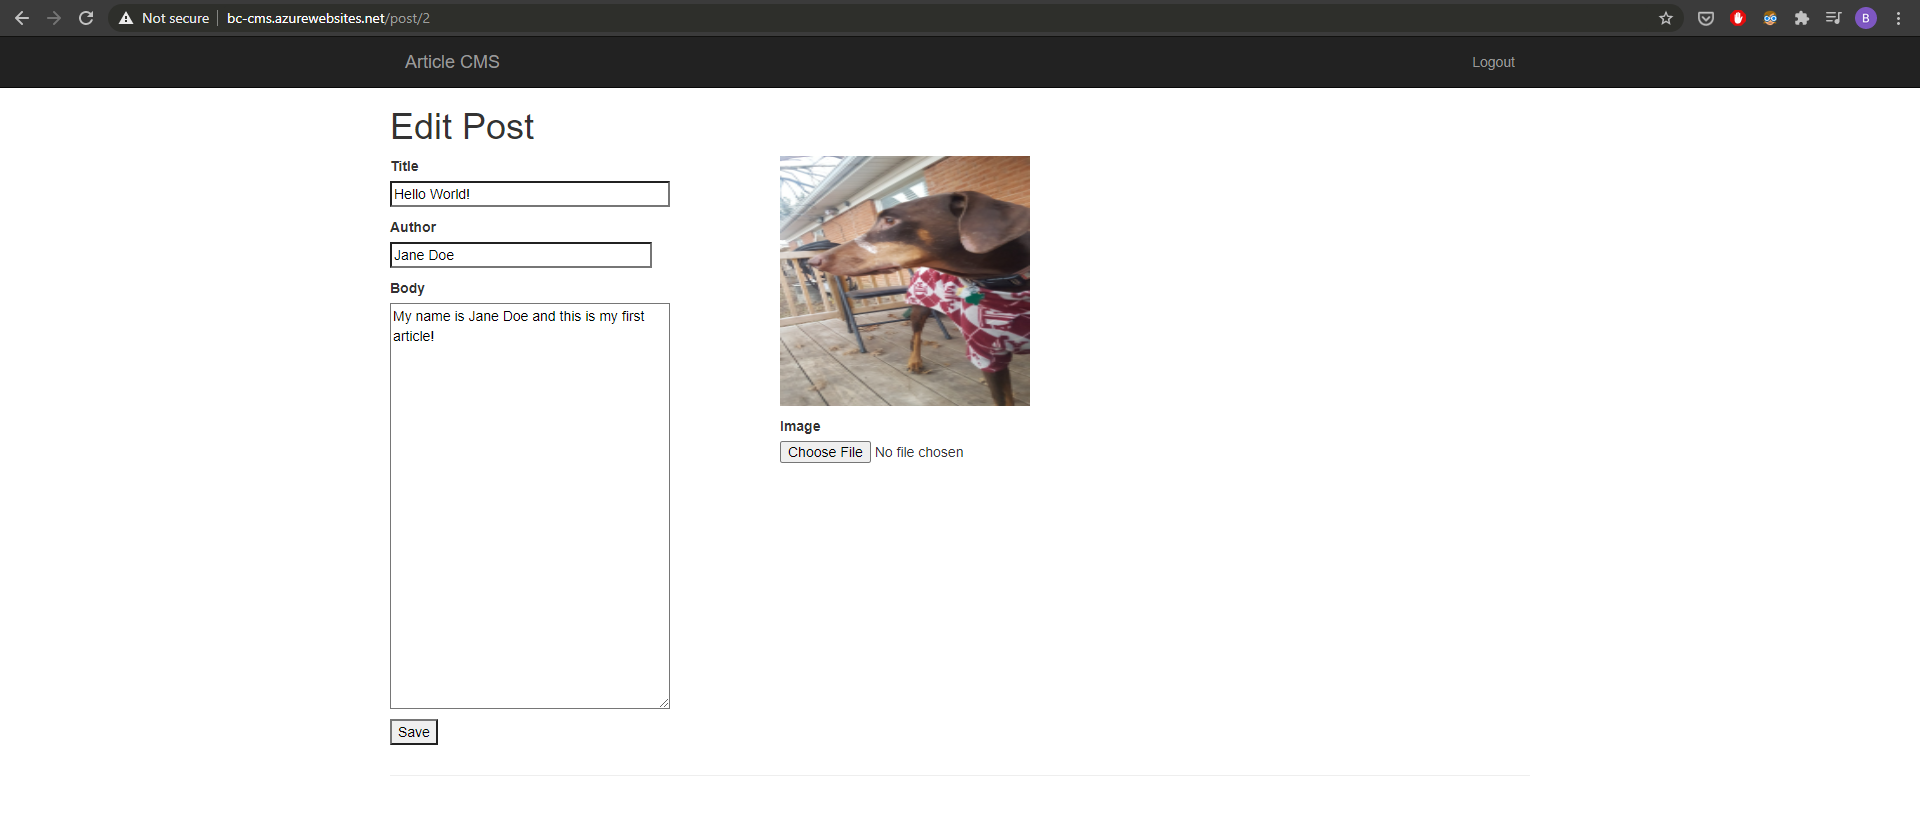 Not secure bc-cms.azurewebsites.net/post/2
B
Article CMS
Logout
Edit Post
Title
Hello World!
Author
Jane Doe
Body
My name is Jane Doe and this is my first
article!
Image
Choose File No file chosen
Save